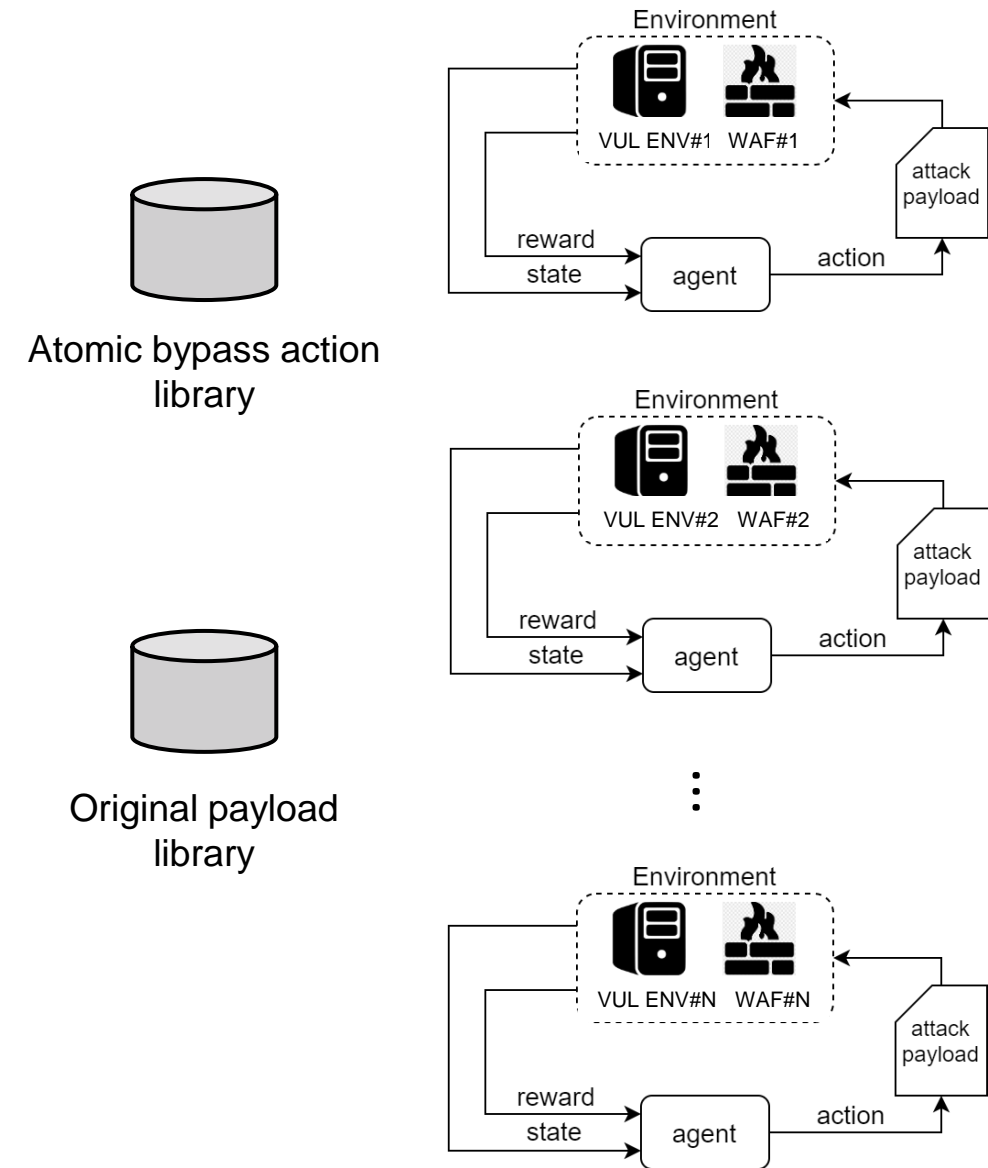 Atomic bypass action
library
Original payload
library
Environment
VUL ENV#1 WAF#1
attack
payload
reward
state
agent
action
Environment
VUL ENV#2 WAF#2
attack
payload
reward
state
agent
action
Environment
VUL ENV#N WAF#N
attack
payload
reward
state
agent
action